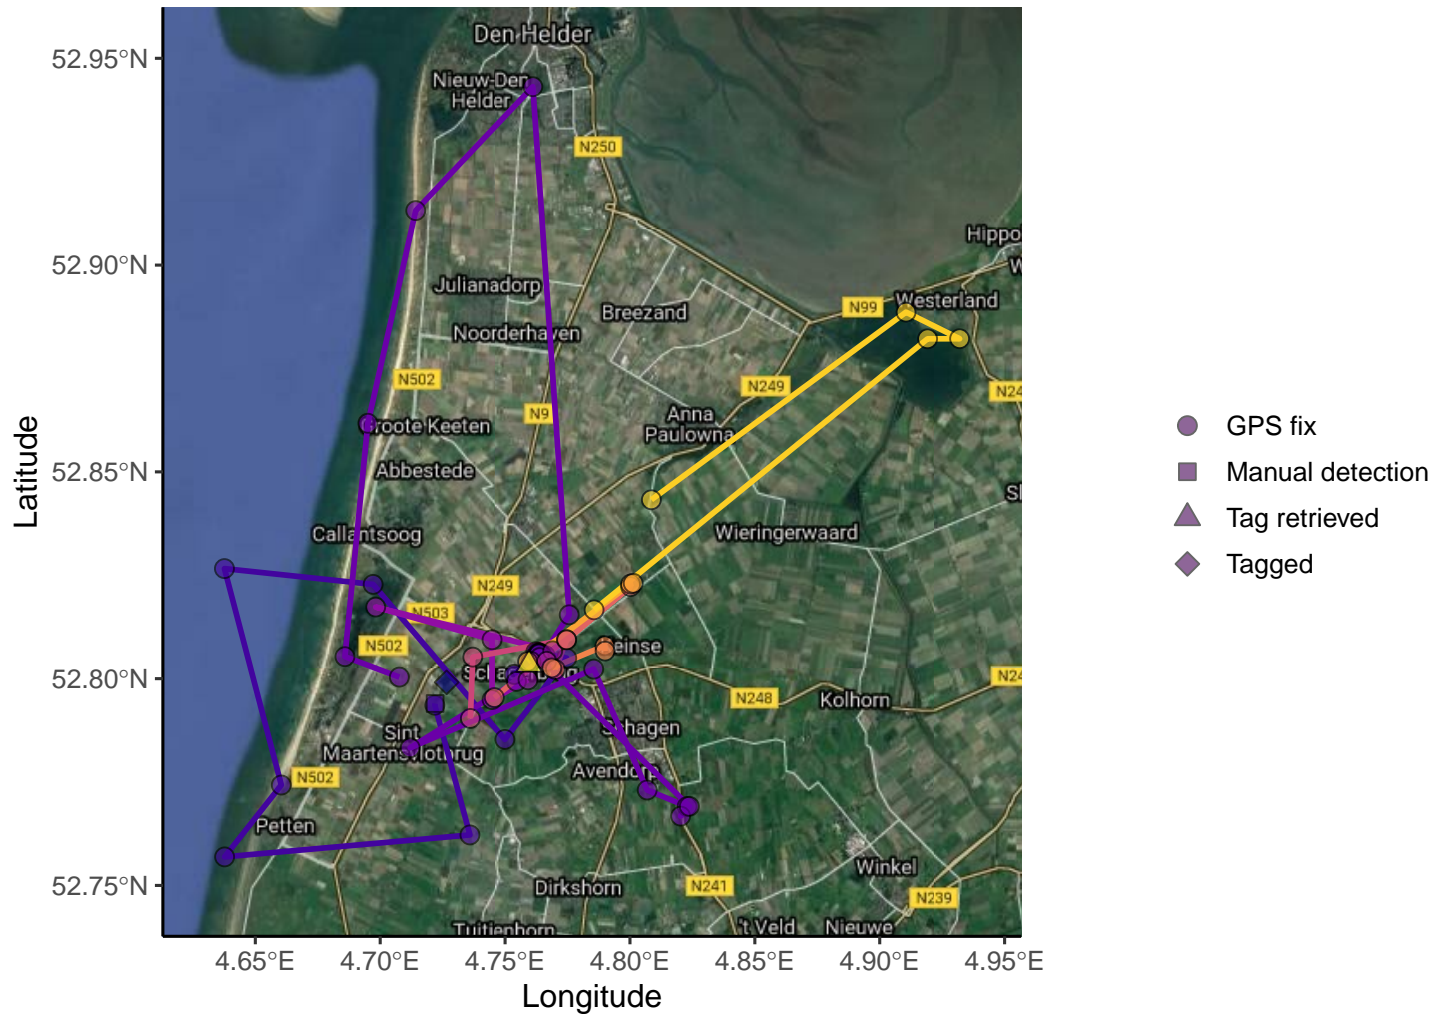 Den Helder
52.95°N
Nieuw-Den
Helder
N250
Hippo
52.90°N
Julianadorp
N99
Westerland
Breezand
Noorderhaven
N502
N249
N24
N9
Anna
Paulowna
Groote Keeten
GPS fix
52.85°N
Abbestede
Manual detection
Latitude
Callantsoog
Wieringerwaard
Tag retrieved
N249
Tagged
N503
N502
52.80°N
N24
N248
Kolhorn
Sint
Maartensvlotbrug
Schagen
Avendorp
N502
Petten
Winkel
52.75°N
Dirkshorn
N241
N239
't Veld
Nieuwe
Tuitjenhorn
4.65°E
4.70°E
4.75°E
4.80°E
4.85°E
4.90°E
4.95°E
Longitude